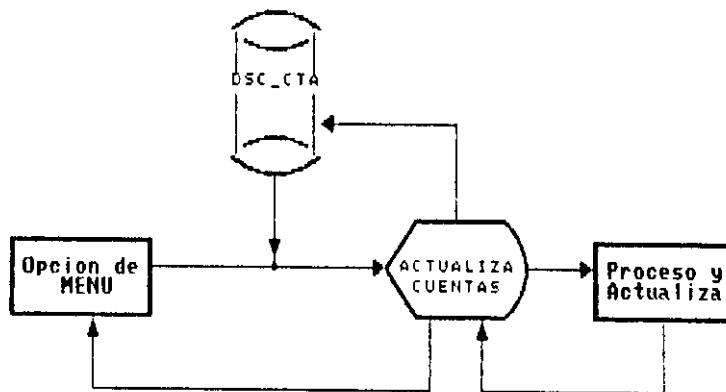 DSC_CTA
Opcion de
MENU
ACTUALIZA
CUENTAS
Proceso y
Actualiza